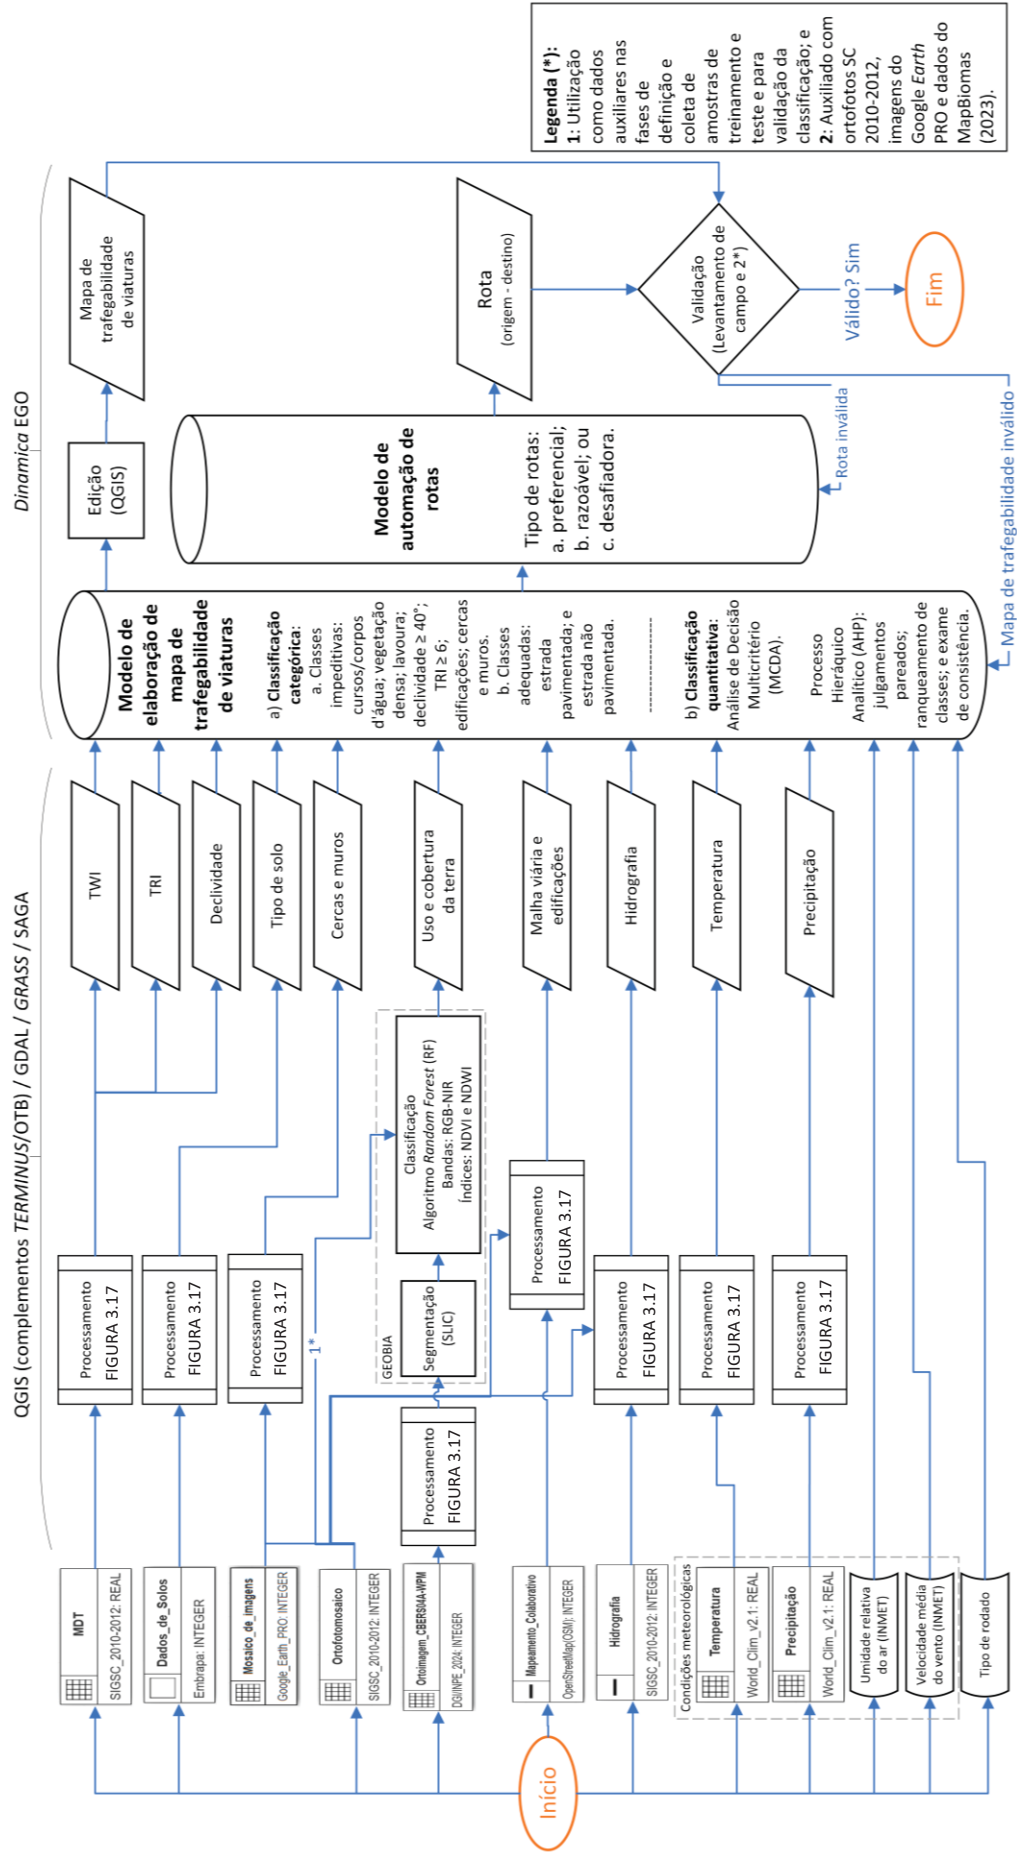 QGIS (complementos TERMINUS/OTB) / GDAL / GRASS / SAGA
Dinamica EGO
Início
MDT
SIGSC_2010-2012: REAL
Dados_de_Solos
Embrapa: INTEGER
Mosaico_de_Imagens
Google_Earth_PRO: INTEGER
Ortofotomosaico
SIGSC_2010-2012: INTEGER
Ortoimagem_CBERS04A-WPM
DGI/INPE_2024: INTEGER
Mapeamento_Colaborativo
OpenStreetMap(OSM): INTEGER
Hidrografia
SIGSC_2010-2012: INTEGER
Condições meteorológicas
Temperatura
World_Clim_v2.1: REAL
Precipitação
World_Clim_v2.1: REAL
Umidade relativa
do ar (INMET)
Velocidade média
do vento (INMET)
Tipo de rodado
Processamento
FIGURA 3.17
Processamento
FIGURA 3.17
Processamento
FIGURA 3.17
1*
Processamento
FIGURA 3.17
GEOBIA
Segmentação
(SLIC)
Classificação
Algoritmo Random Forest (RF)
Bandas: RGB-NIR
Índices: NDVI e NDWI
Processamento
FIGURA 3.17
Processamento
FIGURA 3.17
Processamento
FIGURA 3.17
Processamento
FIGURA 3.17
TWI
TRI
Declividade
Tipo de solo
Cercas e muros
Uso e cobertura
da terra
Malha viária e
edificações
Hidrografia
Temperatura
Precipitação
Modelo de
elaboração de
mapa de
trafegabilidade
de viaturas
a) Classificação
categórica:
a. Classes
impeditivas:
cursos/corpos
d'água; vegetação
densa; lavoura;
declividade ≥ 40°;
TRI ≥ 6;
edificações; cercas
e muros.
b. Classes
adequadas:
estrada
pavimentada; e
estrada não
pavimentada.
--------------------
b) Classificação
quantitativa:
Análise de Decisão
Multicritério
(MCDA).
Processo
Hieráquico
Analítico (AHP):
julgamentos
pareados;
ranqueamento de
classes; e exame
de consistência.
Edição
(QGIS)
Mapa de
trafegabilidade
de viaturas
Modelo de
automação de
rotas
Tipo de rotas:
a. preferencial;
b. razoável; ou
c. desafiadora.
Rota
(origem - destino)
Validação
(Levantamento de
campo e 2*)
Rota inválida
Mapa de trafegabilidade inválido
Válido? Sim
Fim
Legenda (*):
1: Utilização
como dados
auxiliares nas
fases de
definição e
coleta de
amostras de
treinamento e
teste e para
validação da
classificação; e
2: Auxiliado com
ortofotos SC
2010-2012,
imagens do
Google Earth
PRO e dados do
MapBiomas
(2023).